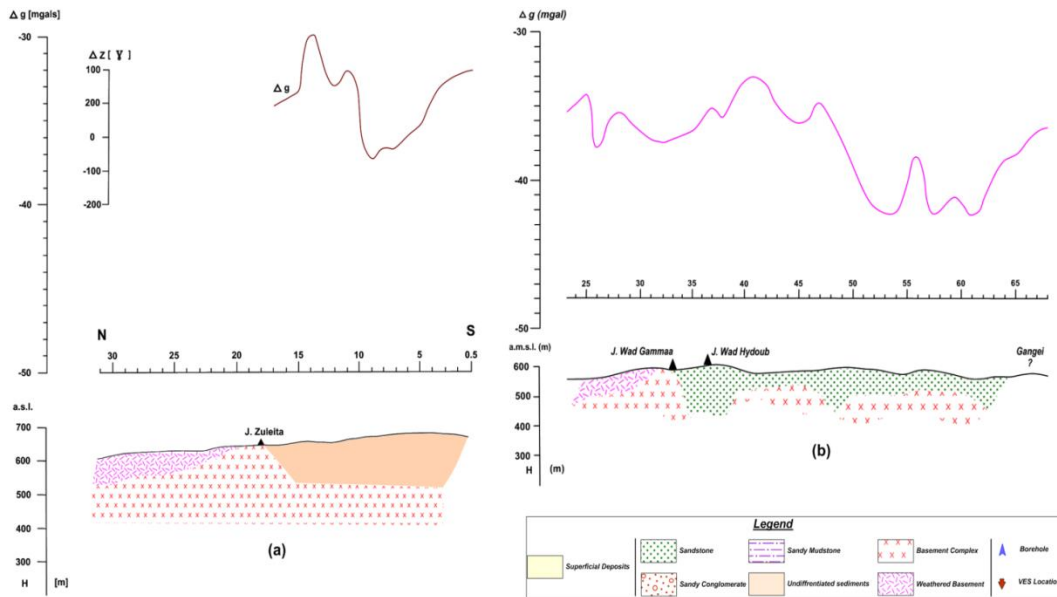 Δ g [mgals]
-30
-40
-50
Δ Z [ Ɣ ]
100
200
0
-100
-200
Δ g
N
S
30
25
20
15
10
5
0.5
a.s.l.
700
600
500
400
300
H [m]
J. Zuleita
(a)
Δ g (mgal)
-30
-40
-50
25
30
35
40
45
50
55
60
65
a.m.s.l. (m)
600
500
400
300
H (m)
J. Wad Gammaa
J. Wad Hydoub
Gangei
?
(b)
Legend
Superficial Deposits
Sandstone
Sandy Mudstone
Basement Complex
Borehole
Sandy Conglomerate
Undiffrentiated sediments
Weathered Basement
VES Locatio